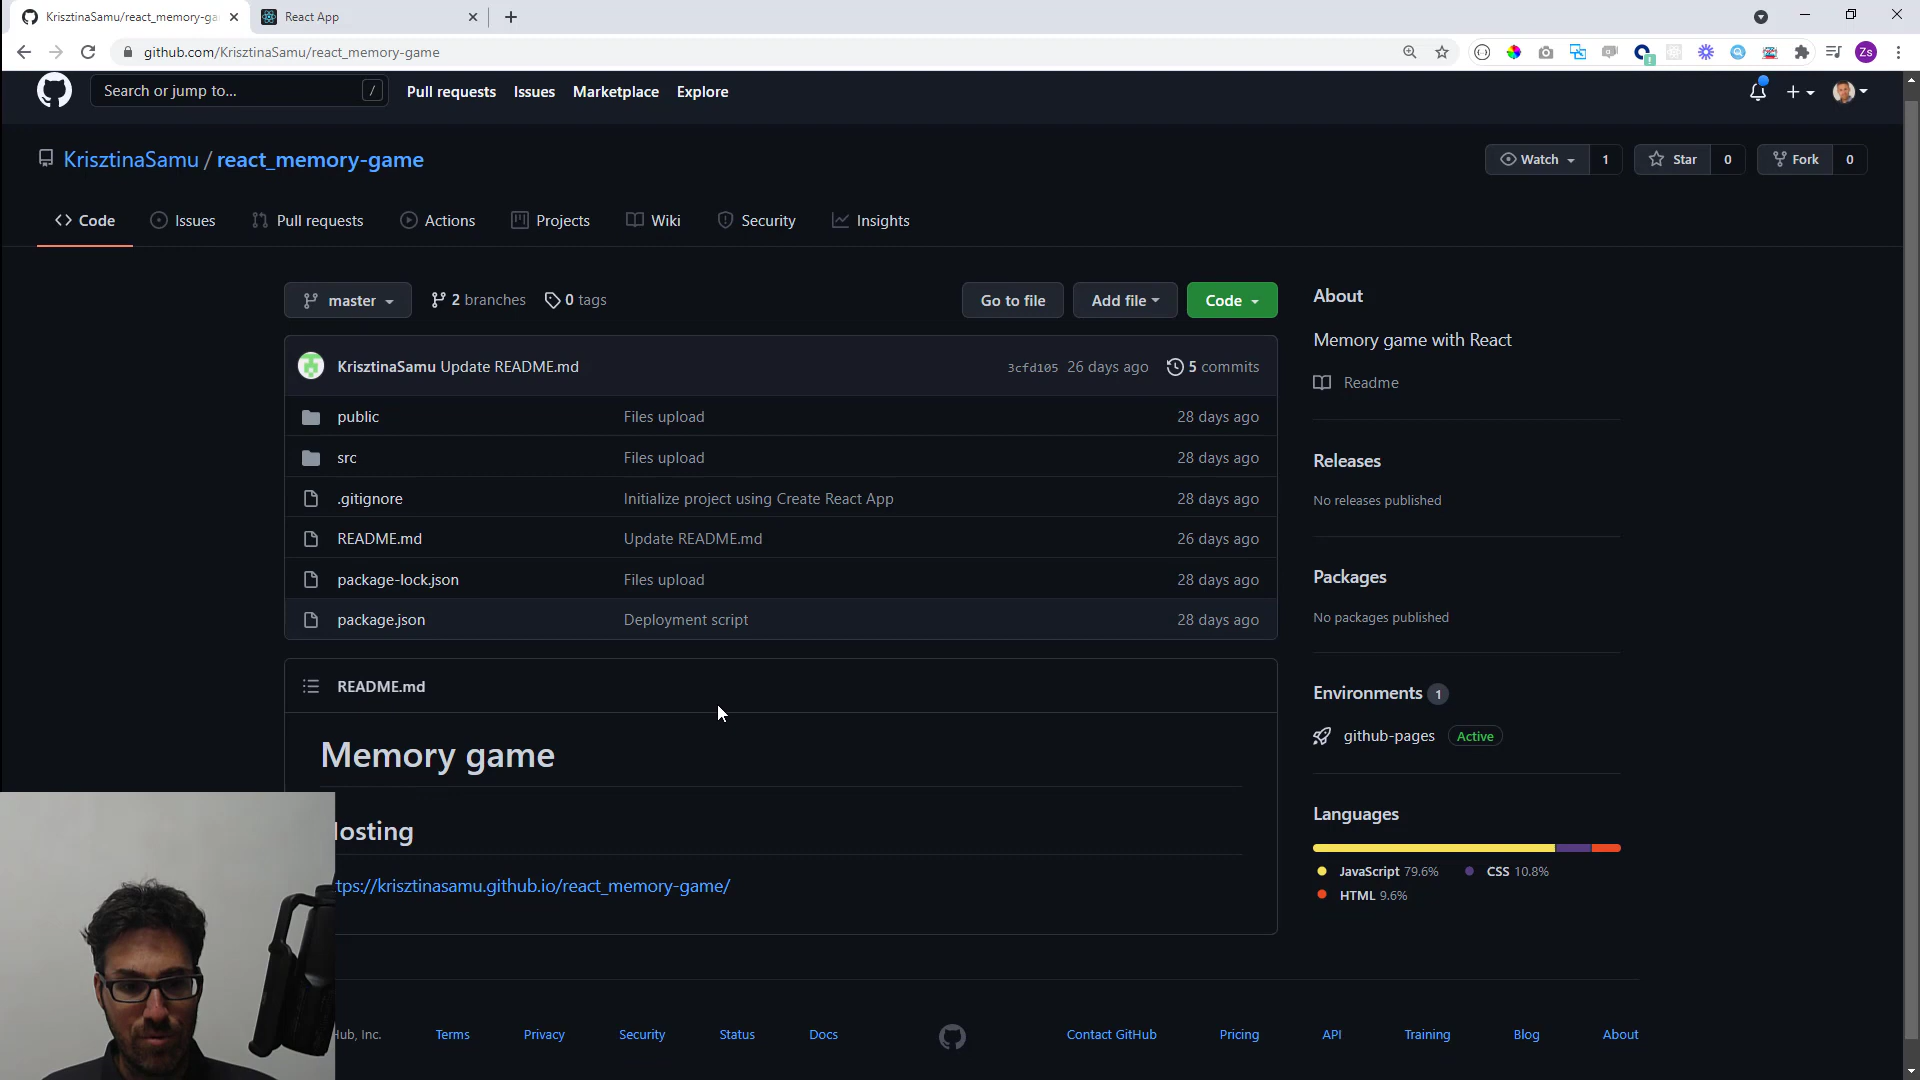 KrisztinaSamu/react_memory-ga
React App
github.com/KrisztinaSamu/react_memory-game
Zs
Search or jump to...
/
Pull requests
Issues
Marketplace
Explore
KrisztinaSamu / react_memory-game
Watch
1
Star
0
Fork
0
Code
Issues
Pull requests
Actions
Projects
Wiki
Security
Insights
master
2 branches
0 tags
Go to file
Add file
Code
KrisztinaSamu Update README.md
3cfd105 26 days ago
5 commits
public
Files upload
28 days ago
src
Files upload
28 days ago
.gitignore
Initialize project using Create React App
28 days ago
README.md
Update README.md
26 days ago
package-lock.json
Files upload
28 days ago
package.json
Deployment script
28 days ago
README.md
Memory game
losting
tps://krisztinasamu.github.io/react_memory-game/
About
Memory game with React
Readme
Releases
No releases published
Packages
No packages published
Environments 1
github-pages
Active
Languages
JavaScript 79.6%
CSS 10.8%
HTML 9.6%
Hub, Inc.
Terms
Privacy
Security
Status
Docs
Contact GitHub
Pricing
API
Training
Blog
About